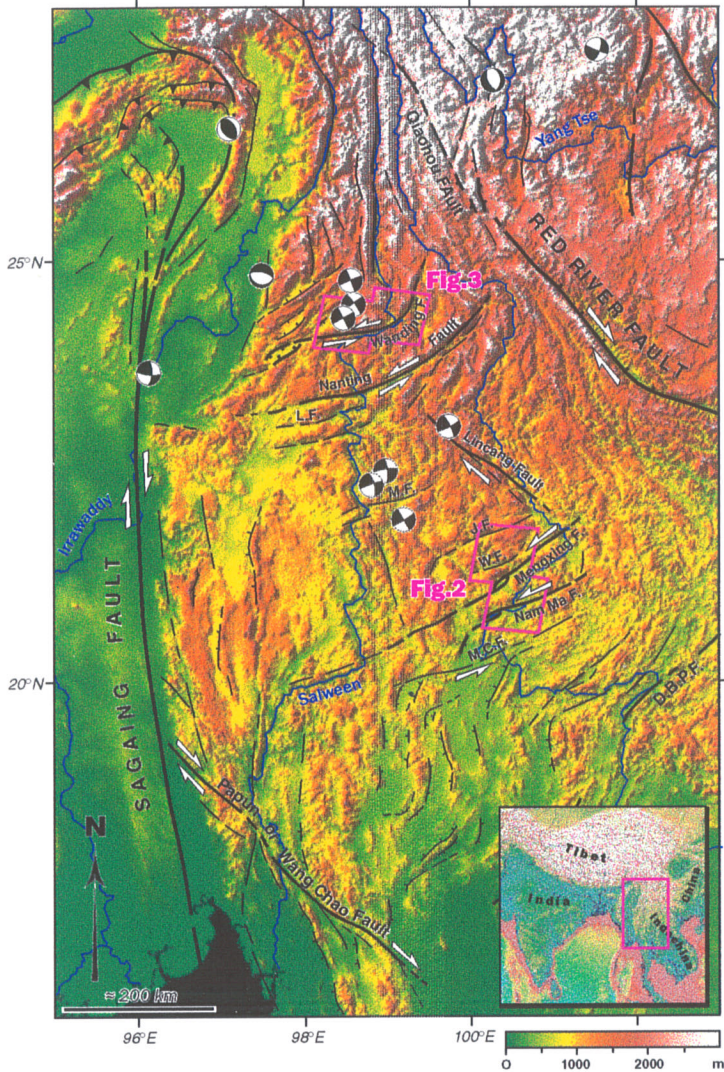 Qiaohou Fault
Yang Tse
RED RIVER FAULT
25°N
Fig.3
Wanding F.
Nanting Fault
L.F.
Lincang Fault
M.F.
Irrawaddy
J.F.
W.F.
Mengxing F.
Fig.2
Nam Ma F.
SAGAING FAULT
M.C.F.
20°N
Salween
D.B.P.F.
Papun Or Wang Chao Fault
N
Tibet
China
India
Indochina
≈ 200 km
96°E
98°E
100°E
0
1000
2000
m